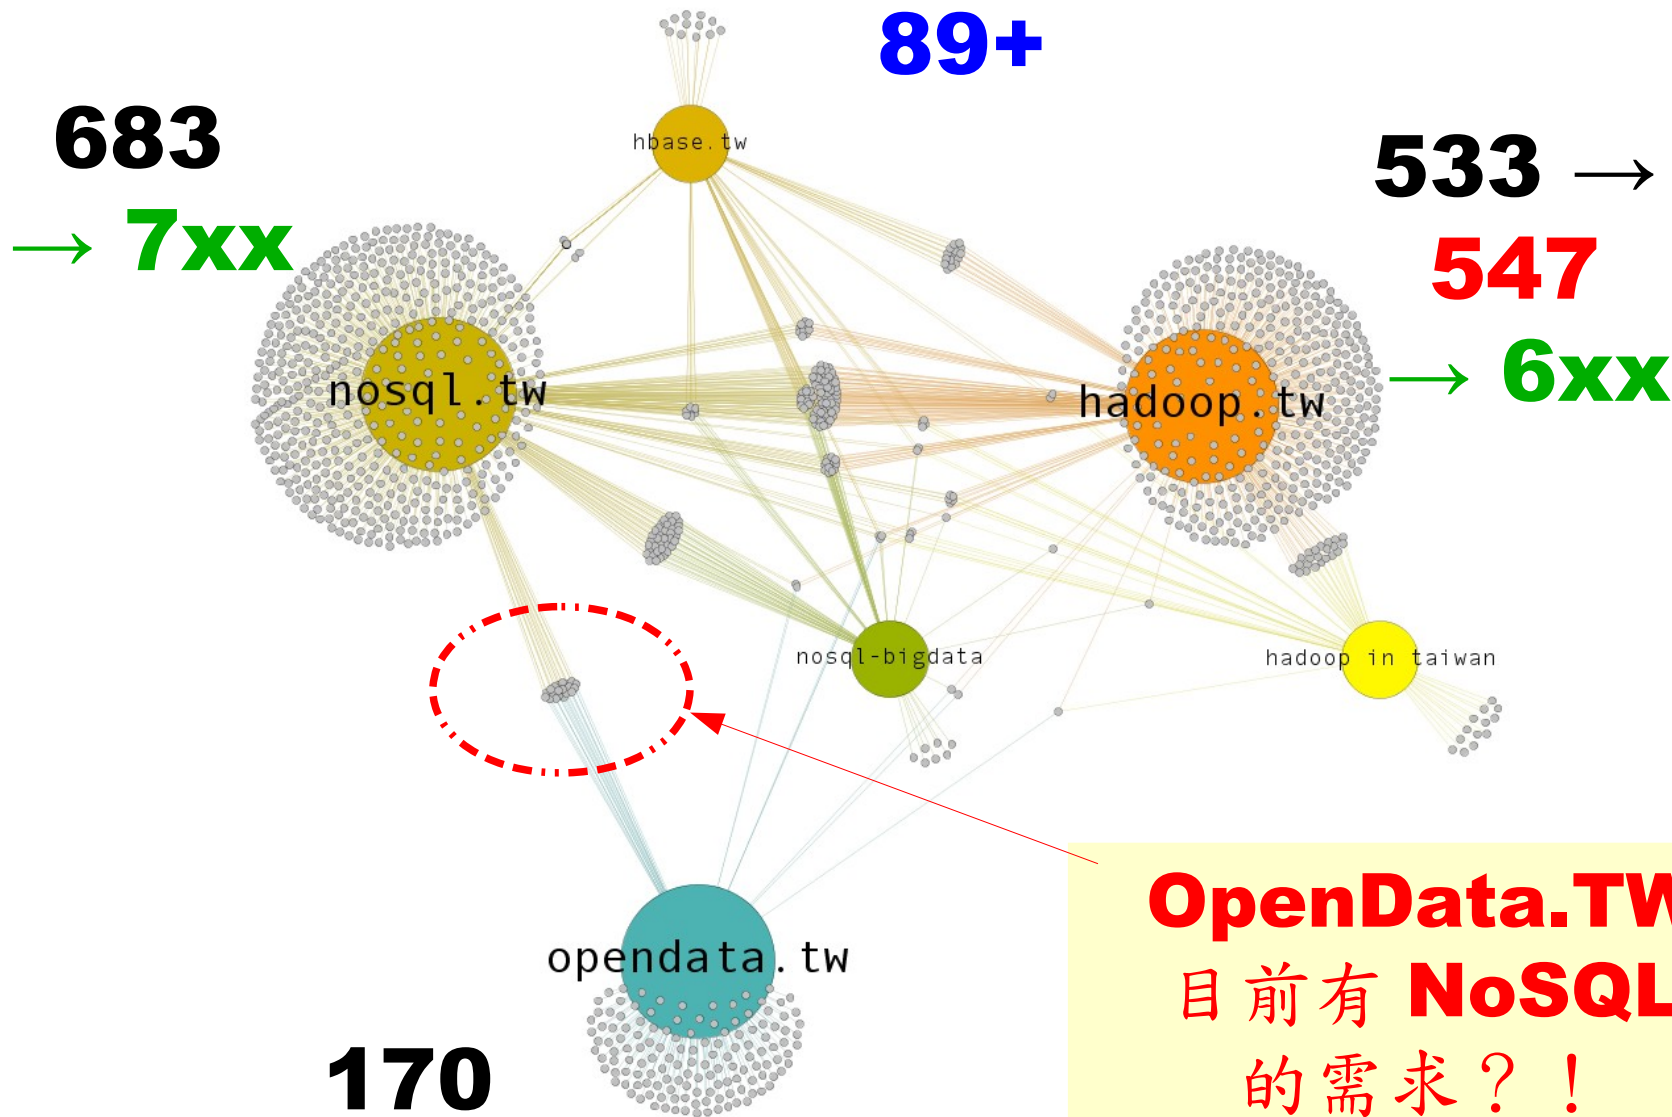 89+
683
→ 7xx
hbase.tw
533 →
547
→ 6xx
nosql.tw
hadoop.tw
nosql-bigdata
hadoop in taiwan
opendata.tw
170
OpenData.TW
目前有 NoSQL
的需求？！